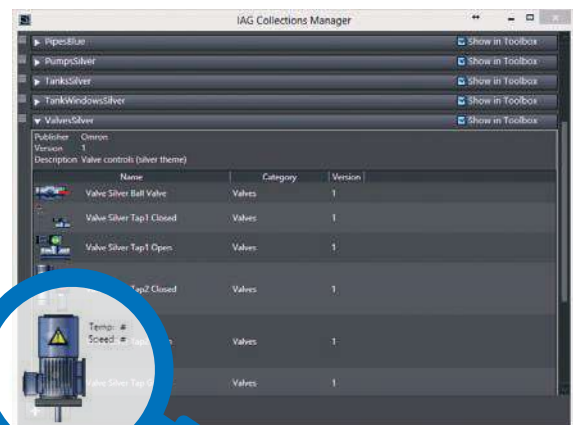 IAG Collections Manager
PipesBlue Show in Toolbox
PumpsSilver Show in Toolbox
TanksSilver Show in Toolbox
TankWindowsSilver Show in Toolbox
ValvesSilver Show in Toolbox
Publisher Omron
Version 1
Description Valve controls (silver theme)
Name Category Version
Valve Silver Ball Valve Valves 1
Valve Silver Tap1 Closed Valves 1
Valve Silver Tap1 Open Valves 1
Tap2 Closed Valves 1
Temp: #
Speed: #
Valves 1
Valve Silver Tap Valves 1